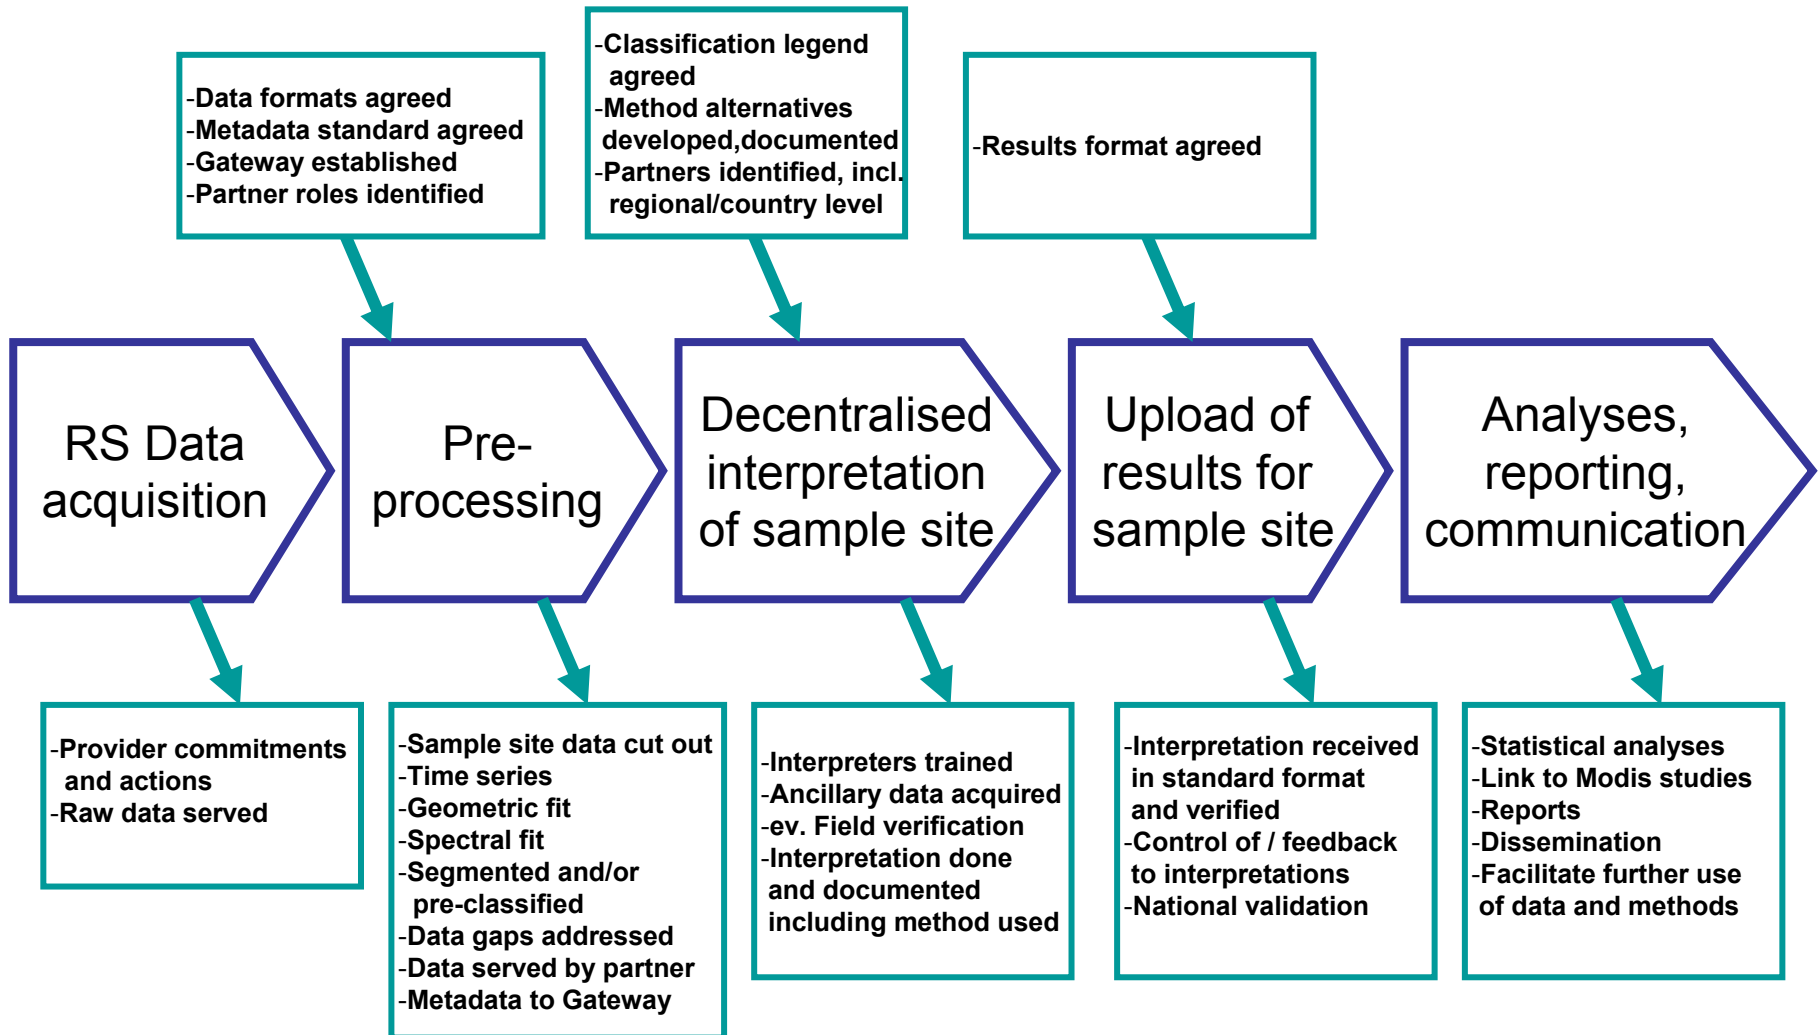 -Data formats agreed
-Metadata standard agreed
-Gateway established
-Partner roles identified
-Classification legend
agreed
-Method alternatives
developed,documented
-Partners identified, incl.
regional/country level
-Results format agreed
RS Data
acquisition
Pre-
processing
Decentralised
interpretation
of sample site
Upload of
results for
sample site
Analyses,
reporting,
communication
-Provider commitments
and actions
-Raw data served
-Sample site data cut out
-Time series
-Geometric fit
-Spectral fit
-Segmented and/or
pre-classified
-Data gaps addressed
-Data served by partner
-Metadata to Gateway
-Interpreters trained
-Ancillary data acquired
-ev. Field verification
-Interpretation done
and documented
including method used
-Interpretation received
in standard format
and verified
-Control of / feedback
to interpretations
-National validation
-Statistical analyses
-Link to Modis studies
-Reports
-Dissemination
-Facilitate further use
of data and methods